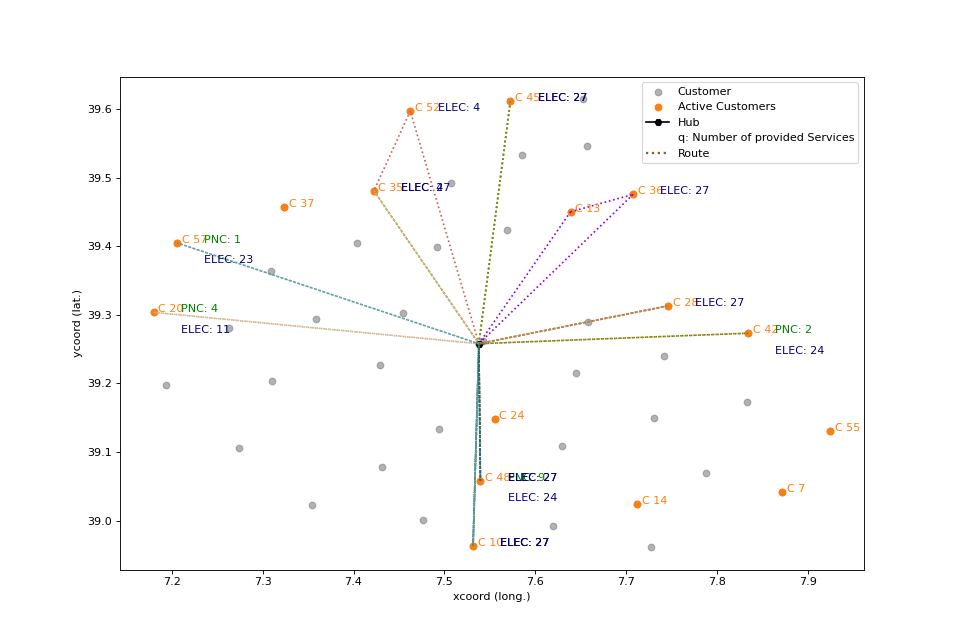 Customer
Active Customers
Hub
q: Number of provided Services
Route
C 52 ELEC: 4
C 45 ELEC: 27
C 35 ELEC: 27
C 36 ELEC: 27
C 37
C 13
C 57 PNC: 1
ELEC: 23
C 20 PNC: 4
ELEC: 11
C 28 ELEC: 27
C 42 PNC: 2
ELEC: 24
C 24
C 55
C 48 ELEC: 27
ELEC: 24
C 7
C 14
C 10 ELEC: 27
39.6
39.5
39.4
39.3
39.2
39.1
39.0
ycoord (lat.)
7.2 7.3 7.4 7.5 7.6 7.7 7.8 7.9
xcoord (long.)